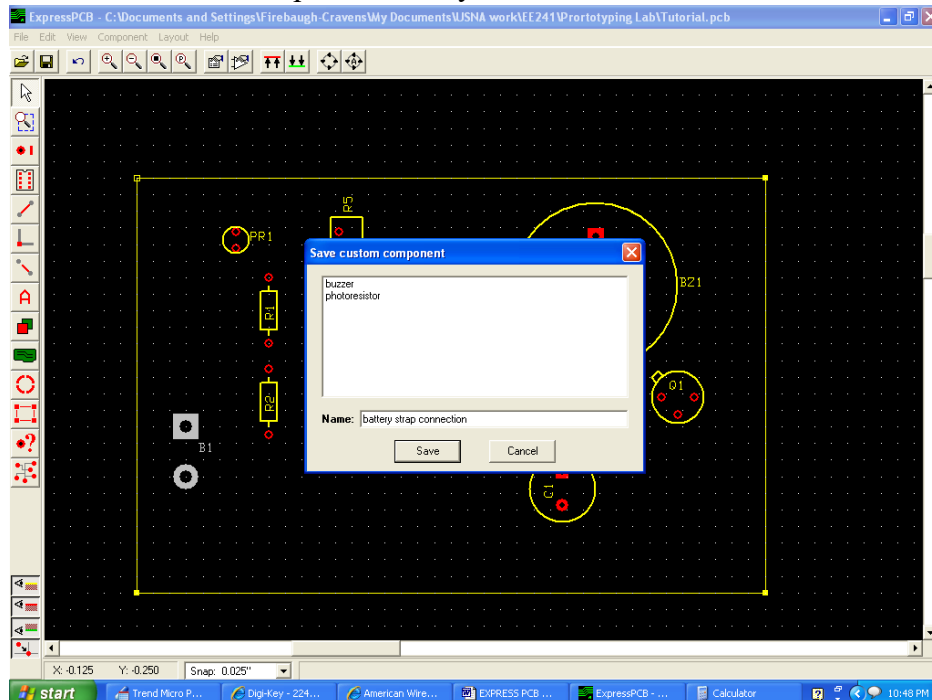 ExpressPCB - C:\Documents and Settings\Firebaugh-Cravens\My Documents\USNA work\EE241\Prortotyping Lab\Tutorial.pcb
File Edit View Component Layout Help
R5
PR1
Save custom component
buzzer
photoresistor
BZ1
R1
Q1
R2
Name: battery strap connection
B1
Save Cancel
C1
X: -0.125 Y: -0.250 Snap: 0.025"
start Trend Micro P... Digi-Key - 224... American Wire... EXPRESS PCB ... ExpressPCB - ... Calculator 10:48 PM